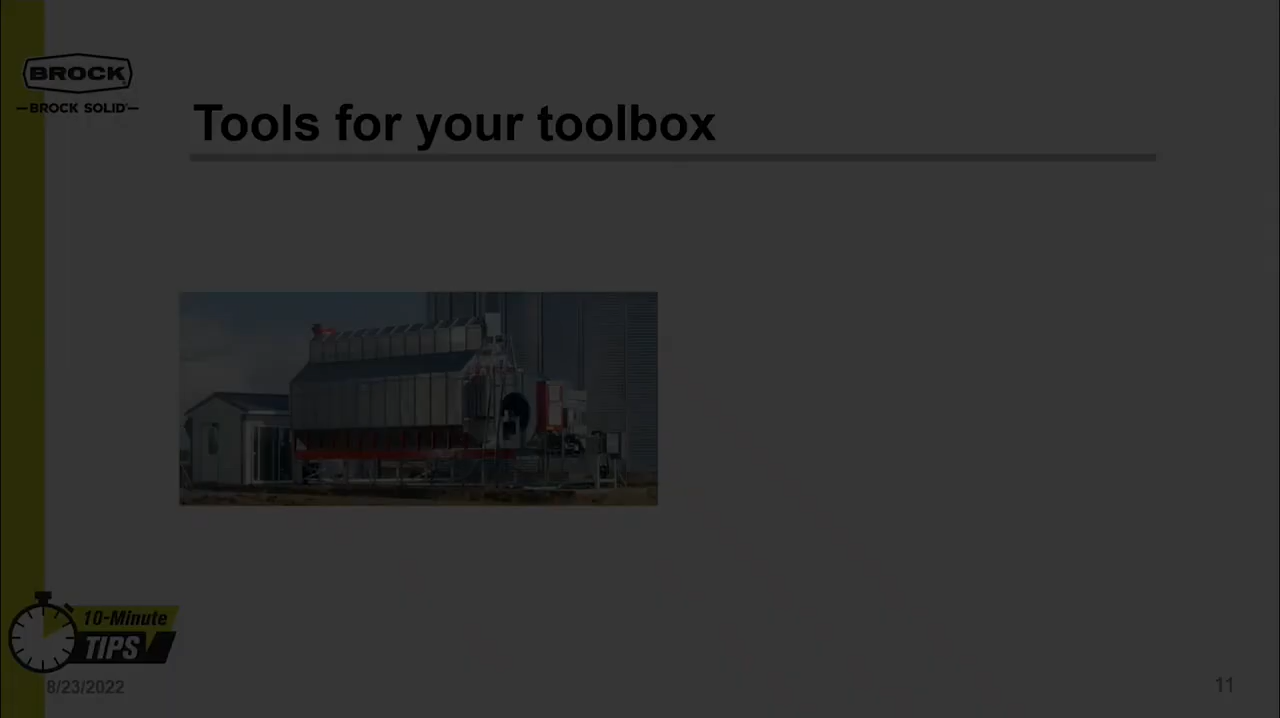 BROCK
BROCK SOLID
Tools for your toolbox
10-Minute
TIPS
8/23/2022
11